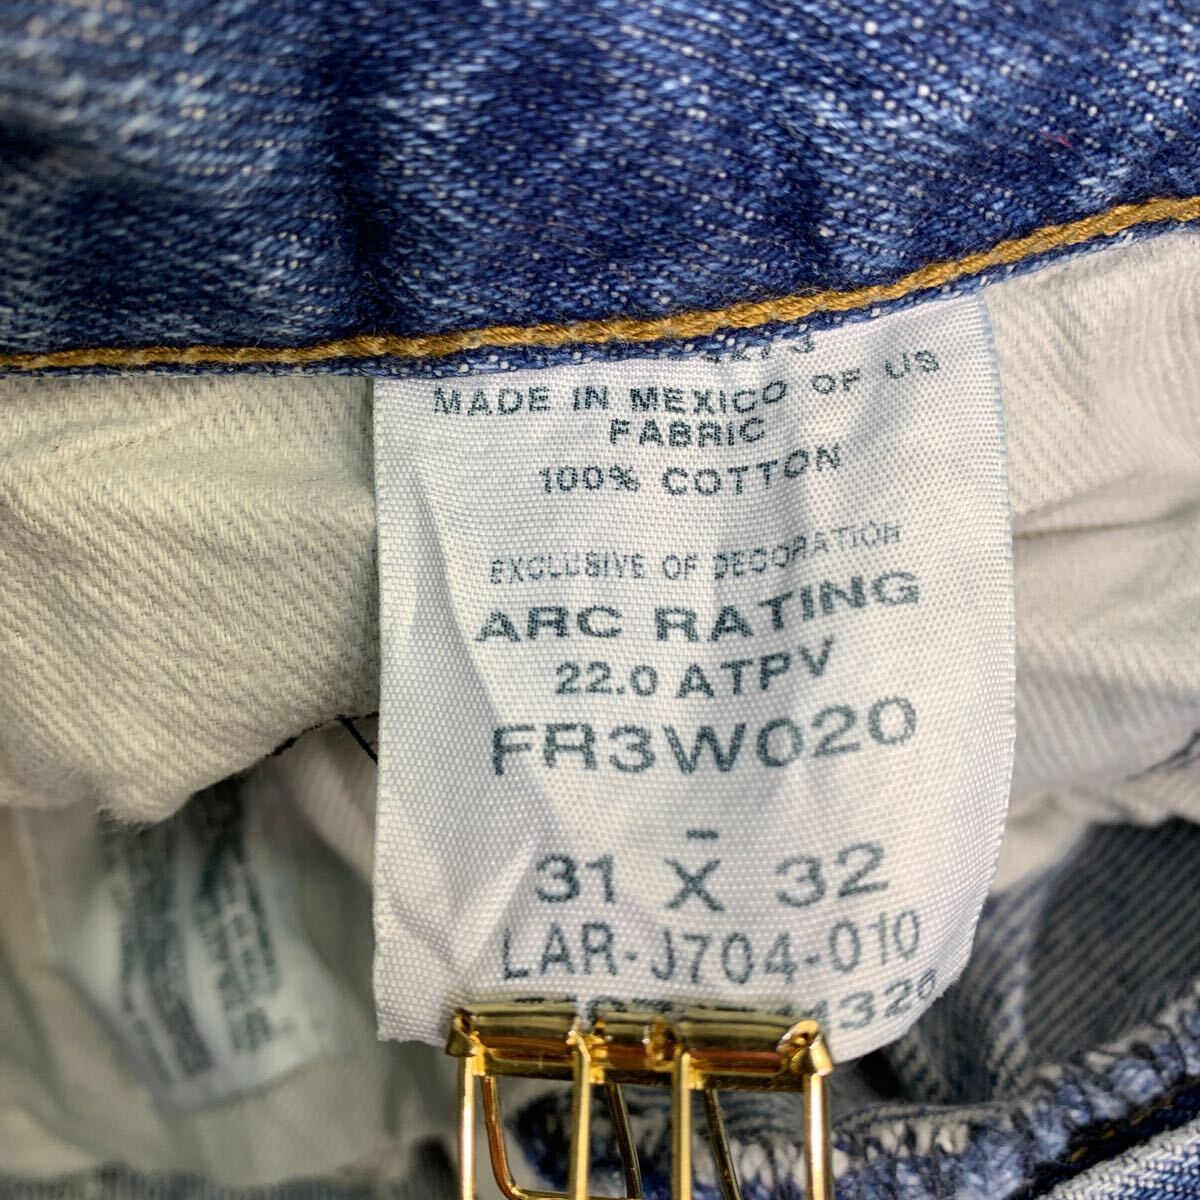 MADE IN MEXICO OF US
FABRIC
100% COTTON
EXCLUSIVE OF DECORATION
ARC RATING
22.0 ATPV
FR3W020
-
31 X 32
LAR-J704-010